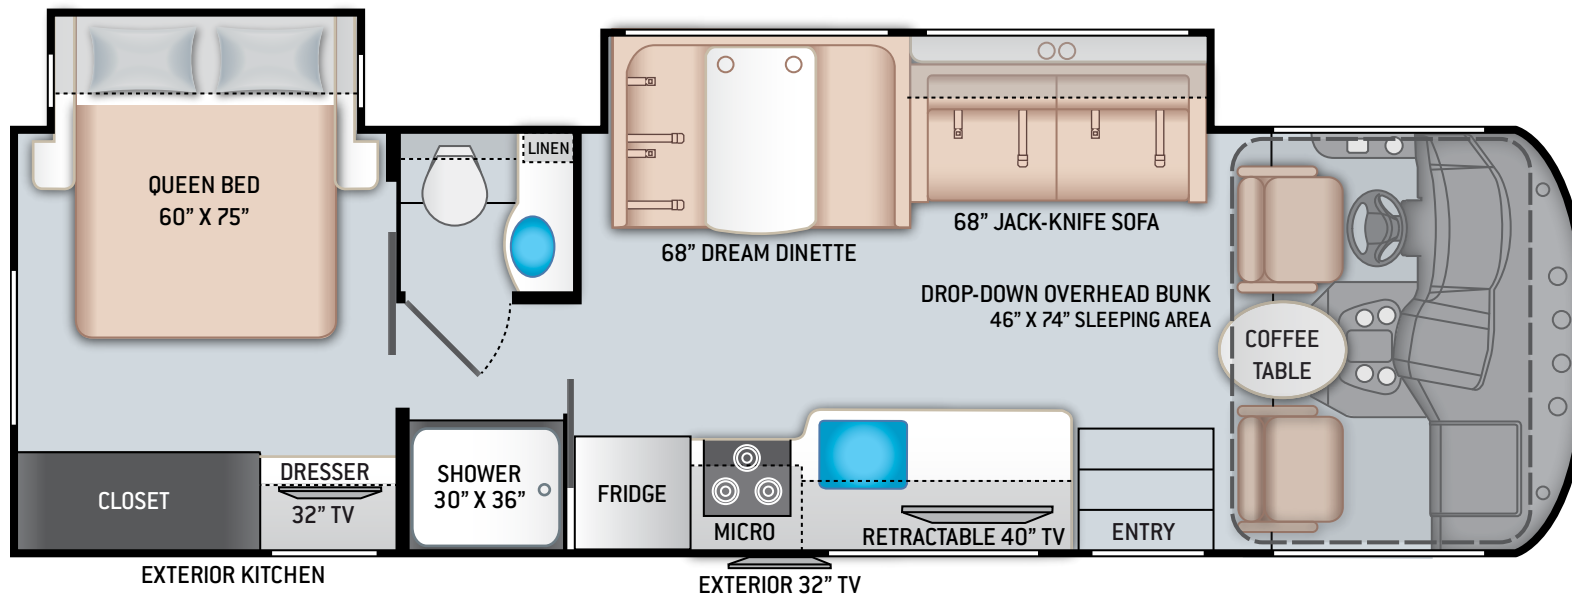 LINEN
QUEEN BED
60” X 75”
68” DREAM DINETTE
68” JACK-KNIFE SOFA
DROP-DOWN OVERHEAD BUNK
46” X 74” SLEEPING AREA
COFFEE
TABLE
CLOSET
DRESSER
32” TV
SHOWER
30” X 36”
FRIDGE
MICRO
RETRACTABLE 40” TV
ENTRY
EXTERIOR KITCHEN
EXTERIOR 32” TV